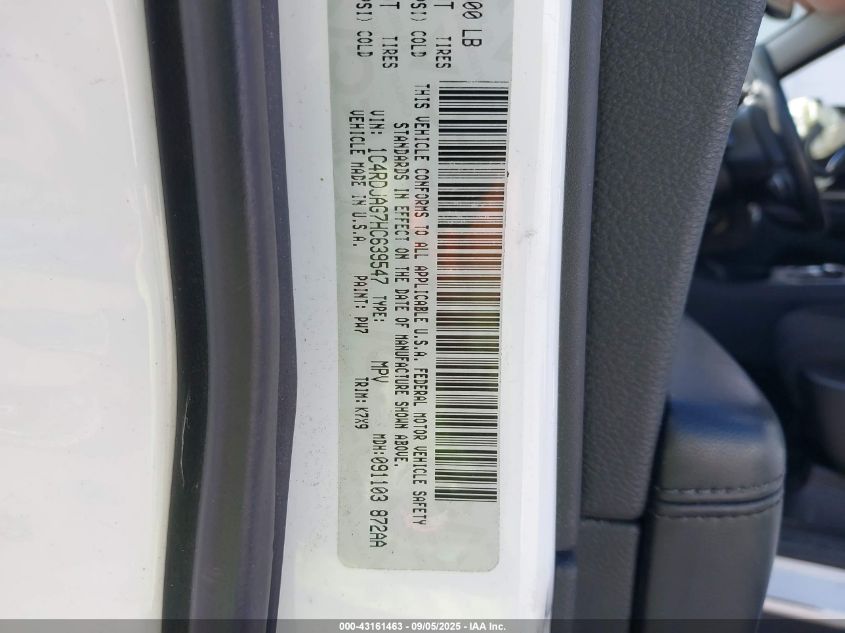 00 LB
T TIRES
PSI) COLD
T TIRES
PSI) COLD
THIS VEHICLE CONFORMS TO ALL APPLICABLE U.S.A. FEDERAL MOTOR VEHICLE SAFETY
STANDARDS IN EFFECT ON THE DATE OF MANUFACTURE SHOWN ABOVE.
VIN: 1C4RDJAG7HC639547 TYPE: MPV MDH:091103 872AA
VEHICLE MADE IN U.S.A. PAINT: PW7 TRIM: K7X9
000-43161463 - 09/05/2025 - IAA Inc.